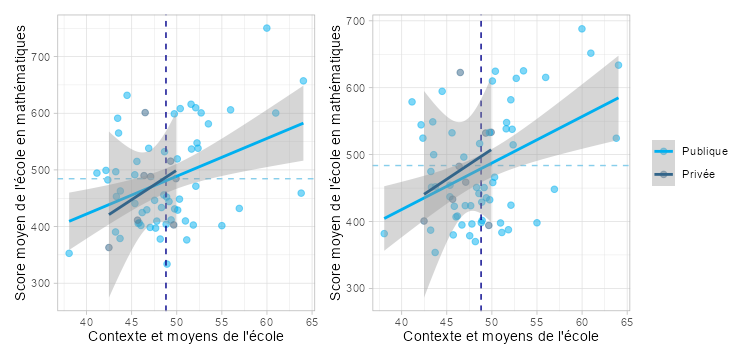 Score moyen de l'école en mathématiques
700
600
500
400
300
40 45 50 55 60 65
Contexte et moyens de l'école
Score moyen de l'école en mathématiques
700
600
500
400
300
40 45 50 55 60 65
Contexte et moyens de l'école
Publique
Privée